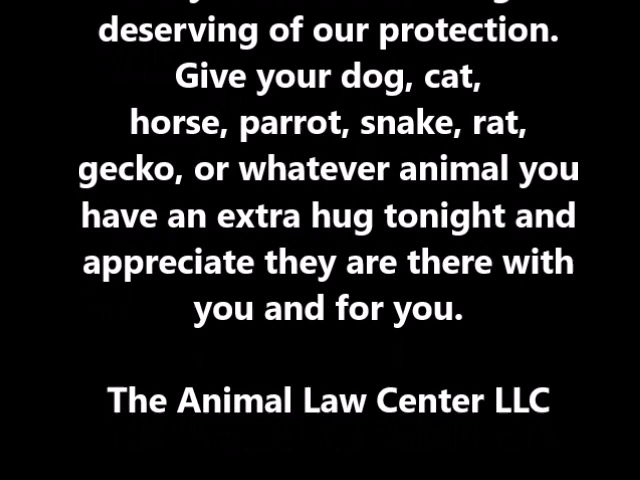 deserving of our protection.
Give your dog, cat,
horse, parrot, snake, rat,
gecko, or whatever animal you
have an extra hug tonight and
appreciate they are there with
you and for you.
The Animal Law Center LLC